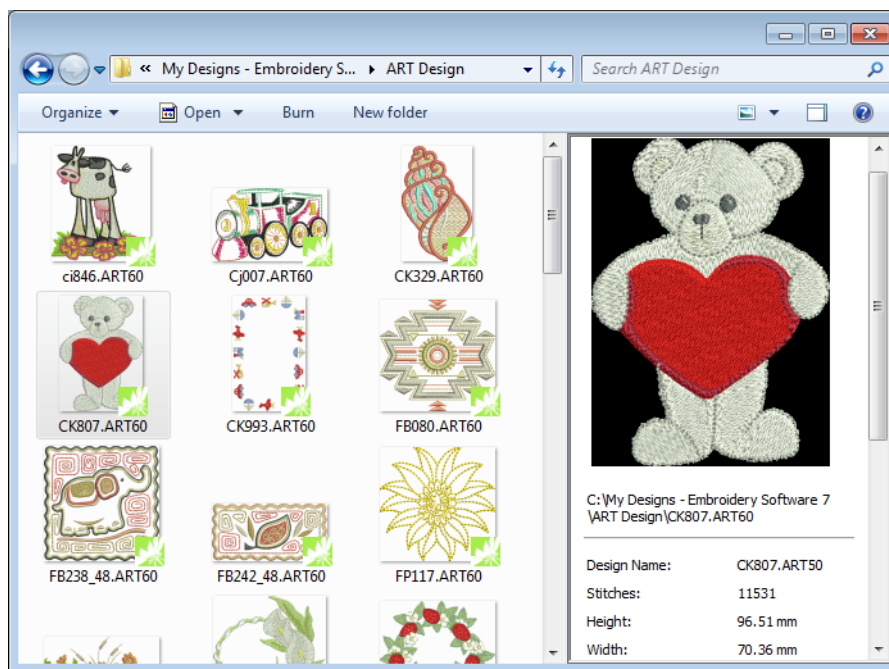 « My Designs - Embroidery S... ▸ ART Design
Search ART Design
Organize
Open
Burn
New folder
ci846.ART60
Cj007.ART60
CK329.ART60
CK807.ART60
CK993.ART60
FB080.ART60
FB238_48.ART60
FB242_48.ART60
FP117.ART60
C:\My Designs - Embroidery Software 7
\ART Design\CK807.ART60
Design Name: CK807.ART50
Stitches: 11531
Height: 96.51 mm
Width: 70.36 mm